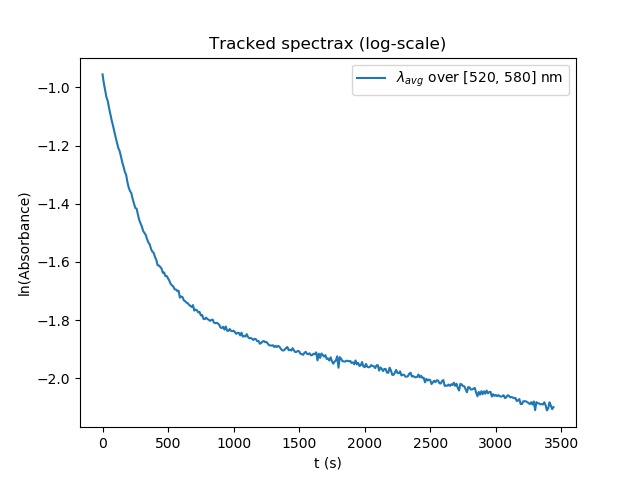 Tracked spectrax (log-scale)
λavg over [520, 580] nm
−1.0
−1.2
−1.4
−1.6
−1.8
−2.0
ln(Absorbance)
0 500 1000 1500 2000 2500 3000 3500
t (s)